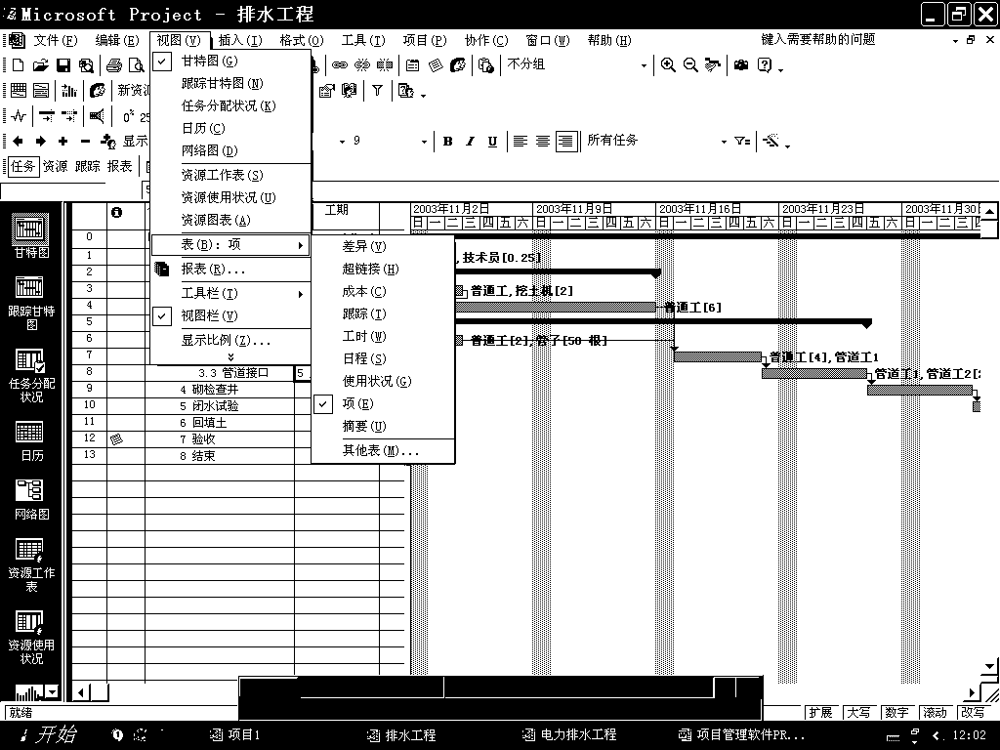 Microsoft Project - 排水工程
文件(F) 编辑(E) 视图(V) 插入(I) 格式(O) 工具(T) 项目(P) 协作(C) 窗口(W) 帮助(H) 键入需要帮助的问题
甘特图(G) 不分组
跟踪甘特图(N)
新资
任务分配状况(K)
日历(C)
显示 9 B I U 所有任务
网络图(D)
任务 资源 跟踪 报表
资源工作表(S)
资源使用状况(U)
资源图表(A)
表(B): 项
报表(R)...
工具栏(T)
视图栏(V)
显示比例(Z)...
差异(V)
超链接(H)
成本(C)
跟踪(T)
工时(W)
日程(S)
使用状况(G)
项(E)
摘要(U)
其他表(M)...
工期 2003年11月2日 2003年11月9日 2003年11月16日 2003年11月23日 2003年11月30
日 一 二 三 四 五 六 日 一 二 三 四 五 六 日 一 二 三 四 五 六 日 一 二 三 四 五 六 日 一 二 三 四
0
1 ,技术员[0.25]
2
3 普通工,挖土机[2]
4 普通工[6]
5
6 普通工[2],管子[50 根]
7 普通工[4],管道工1
8 3.3 管道接口 5 管道工1,管道工2[
9 4 砌检查井
10 5 闭水试验
11 6 回填土
12 7 验收
13 8 结束
甘特图
跟踪甘特图
任务分配状况
日历
网络图
资源工作表
资源使用状况
就绪 扩展 大写 数字 滚动 改写
开始 项目1 排水工程 电力排水工程 项目管理软件PR... 12:02